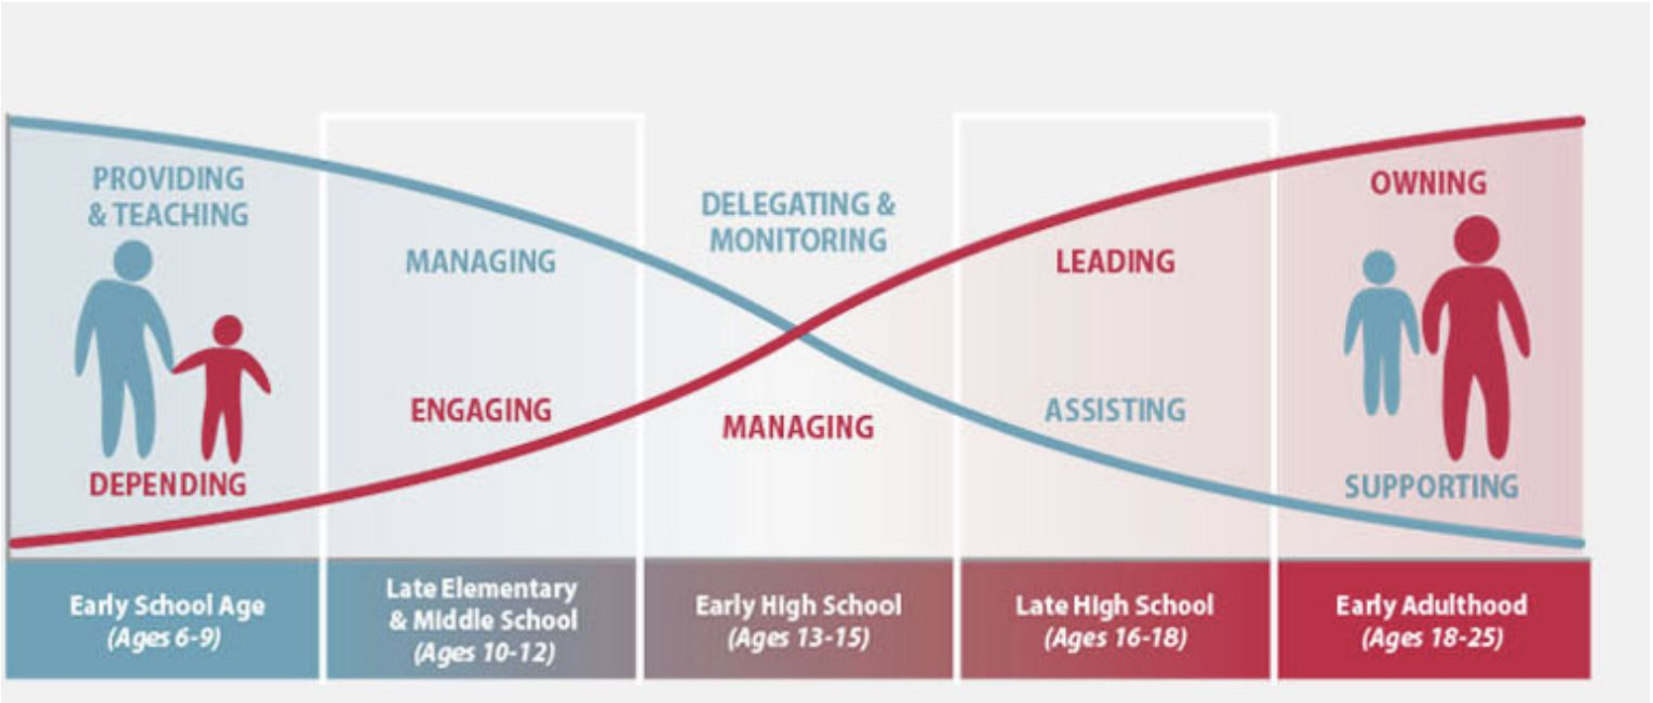 PROVIDING
& TEACHING
DEPENDING
MANAGING
ENGAGING
DELEGATING &
MONITORING
MANAGING
LEADING
ASSISTING
OWNING
SUPPORTING
Early School Age
(Ages 6-9)
Late Elementary
& Middle School
(Ages 10-12)
Early High School
(Ages 13-15)
Late High School
(Ages 16-18)
Early Adulthood
(Ages 18-25)